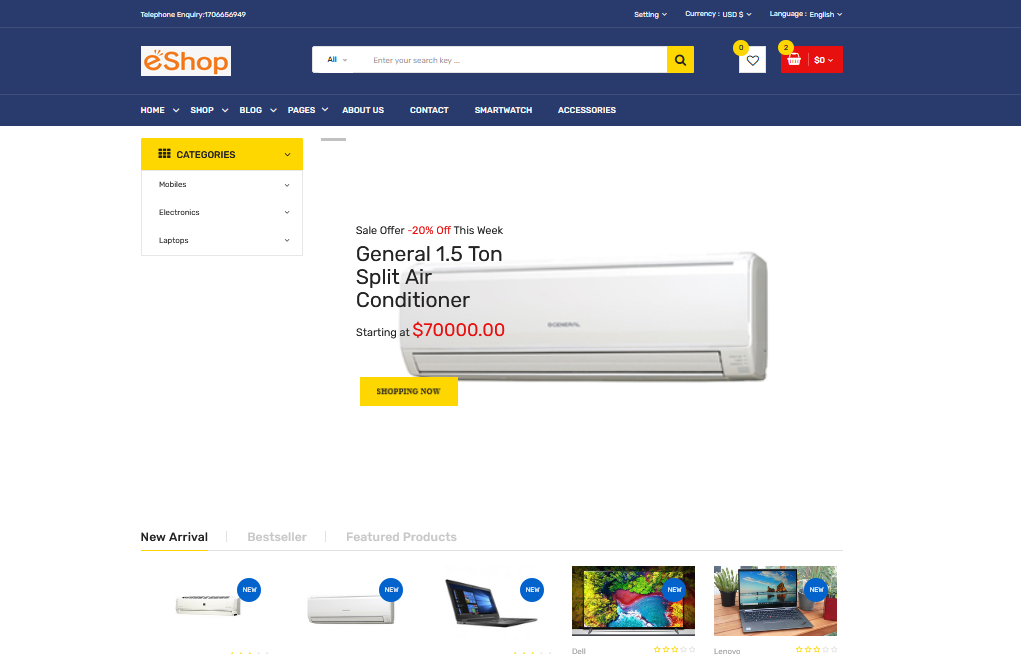 Telephone Enquiry:1706656949
Setting
Currency : USD $
Language : English
eShop
All
Enter your search key ...
0
2
$0
HOME
SHOP
BLOG
PAGES
ABOUT US
CONTACT
SMARTWATCH
ACCESSORIES
CATEGORIES
Mobiles
Electronics
Laptops
Sale Offer -20% Off This Week
General 1.5 Ton
Split Air
Conditioner
Starting at $70000.00
GENERAL
SHOPPING NOW
New Arrival
Bestseller
Featured Products
NEW
NEW
NEW
NEW
NEW
Dell
Lenovo